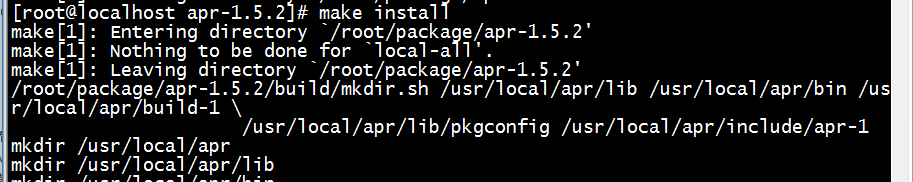 [root@localhost apr-1.5.2]# make install
make[1]: Entering directory `/root/package/apr-1.5.2'
make[1]: Nothing to be done for `local-all'.
make[1]: Leaving directory `/root/package/apr-1.5.2'
/root/package/apr-1.5.2/build/mkdir.sh /usr/local/apr/lib /usr/local/apr/bin /us
r/local/apr/build-1 \
/usr/local/apr/lib/pkgconfig /usr/local/apr/include/apr-1
mkdir /usr/local/apr
mkdir /usr/local/apr/lib
mkdir /usr/local/apr/bin